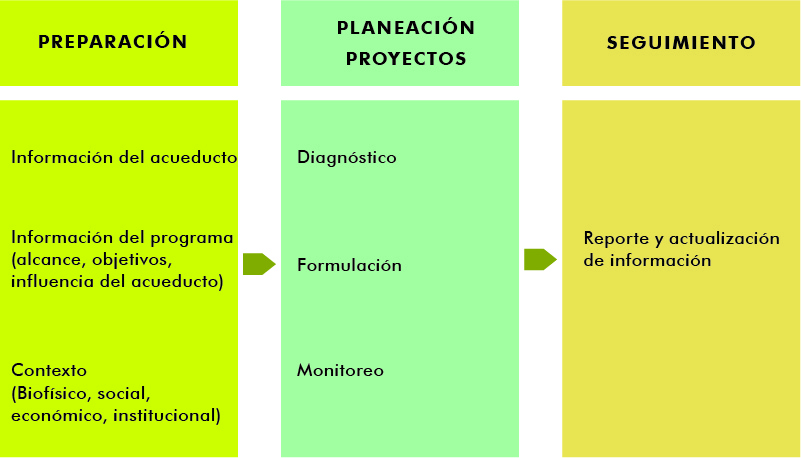 PREPARACIÓN
Información del acueducto
Información del programa
(alcance, objetivos,
influencia del acueducto)
Contexto
(Biofísico, social,
económico, institucional)
PLANEACIÓN
PROYECTOS
Diagnóstico
Formulación
Monitoreo
SEGUIMIENTO
Reporte y actualización
de información